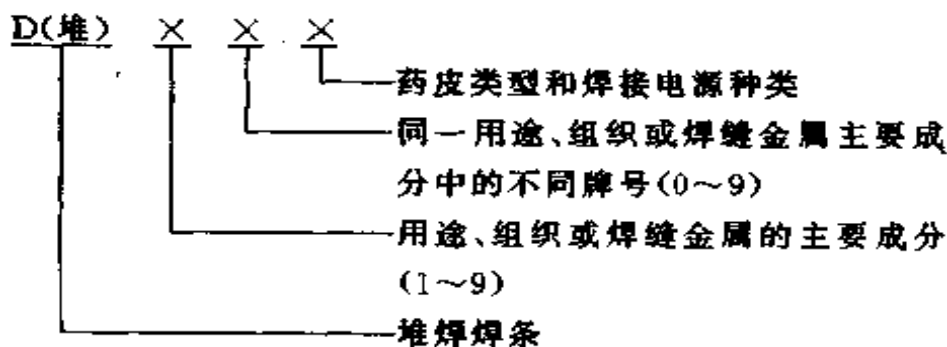 D(堆) × × ×
药皮类型和焊接电源种类
同一用途、组织或焊缝金属主要成
分中的不同牌号(0～9)
用途、组织或焊缝金属的主要成分
(1～9)
堆焊焊条